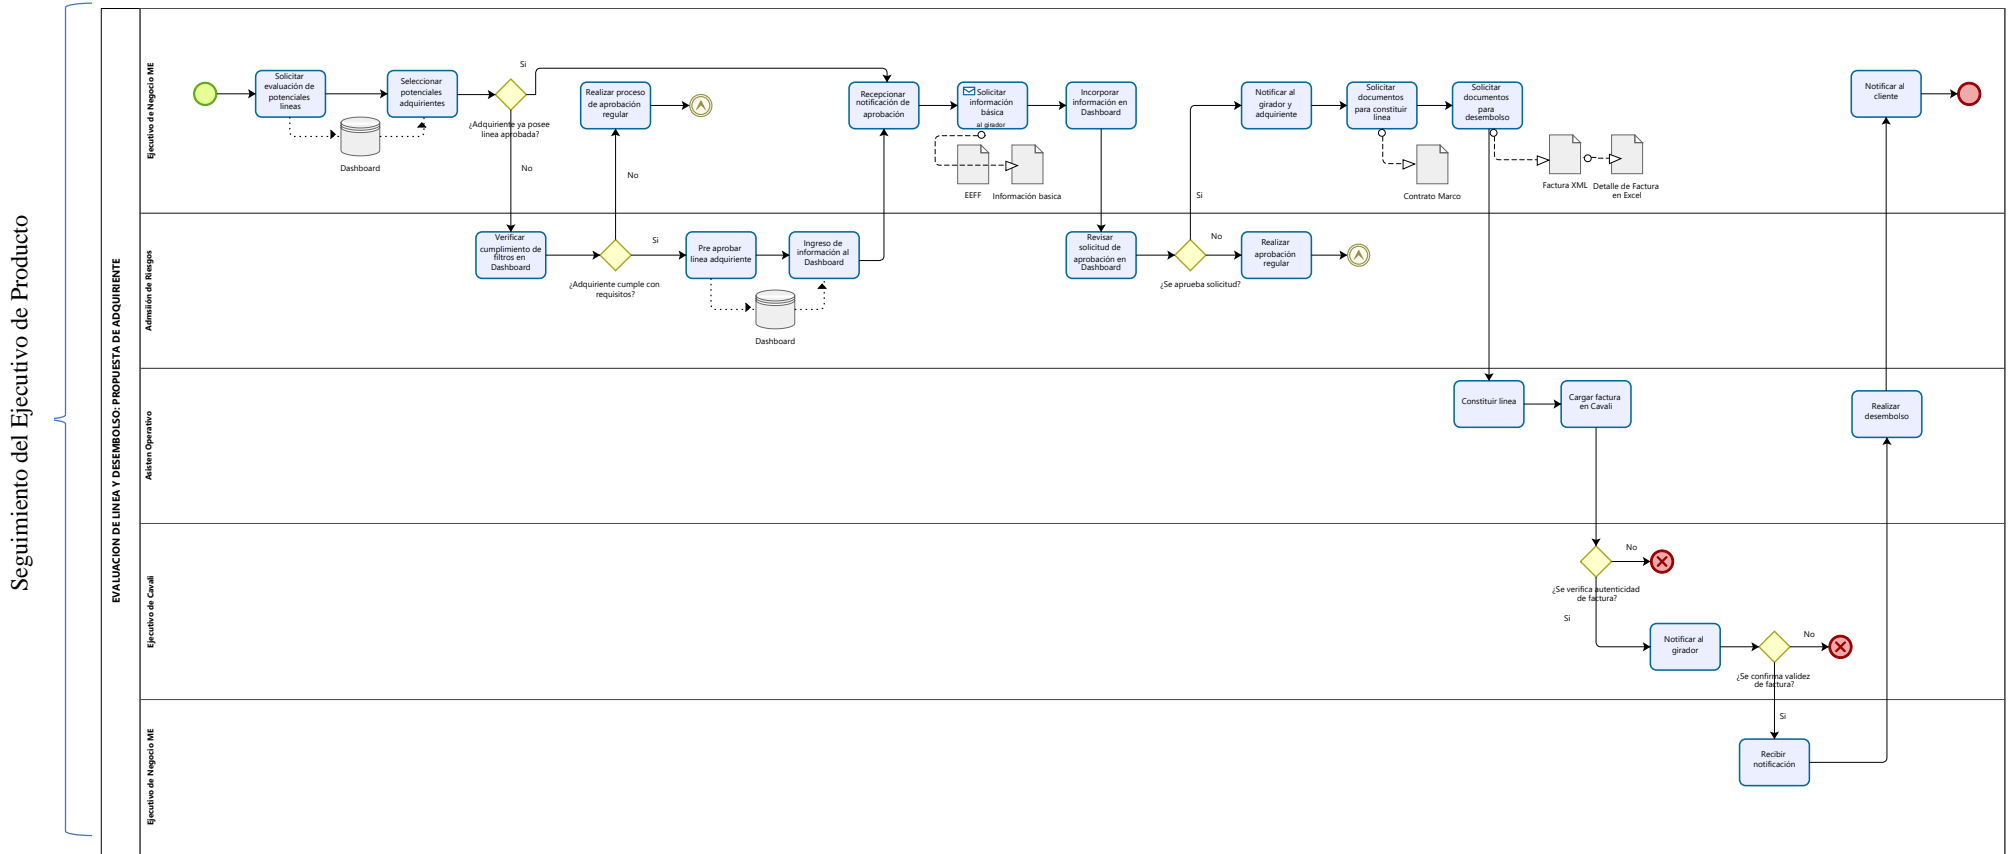 Seguimiento del Ejecutivo de Producto
EVALUACION DE LINEA Y DESEMBOLSO: PROPUESTA DE ADQUIRIENTE
Ejecutivo de Negocio ME
Solicitar
evaluación de
potenciales
lineas
Dashboard
Seleccionar
potenciales
adquirientes
Si
¿Adquiriente ya posee
linea aprobada?
No
Realizar proceso
de aprobación
regular
No
Recepcionar
notificación de
aprobación
Solicitar
información
básica
al girador
EEFF
Información basica
Incorporar
información en
Dashboard
Notificar al
girador y
adquiriente
Si
Solicitar
documentos
para constituir
linea
Contrato Marco
Solicitar
documentos
para
desembolso
Factura XML
Detalle de Factura
en Excel
Notificar al
cliente
Admsiión de Riesgos
Verificar
cumplimiento de
filtros en
Dashboard
¿Adquiriente cumple con
requisitos?
Si
Pre aprobar
linea adquiriente
Dashboard
Ingreso de
información al
Dashboard
Revisar
solicitud de
aprobación en
Dashboard
¿Se aprueba solicitud?
No
Realizar
aprobación
regular
Asisten Operativo
Constituir linea
Cargar factura
en Cavali
Realizar
desembolso
Ejecutivo de Cavali
No
¿Se verifica autenticidad
de factura?
Si
Notificar al
girador
No
¿Se confirma validez
de factura?
Ejecutivo de Negocio ME
Si
Recibir
notificación